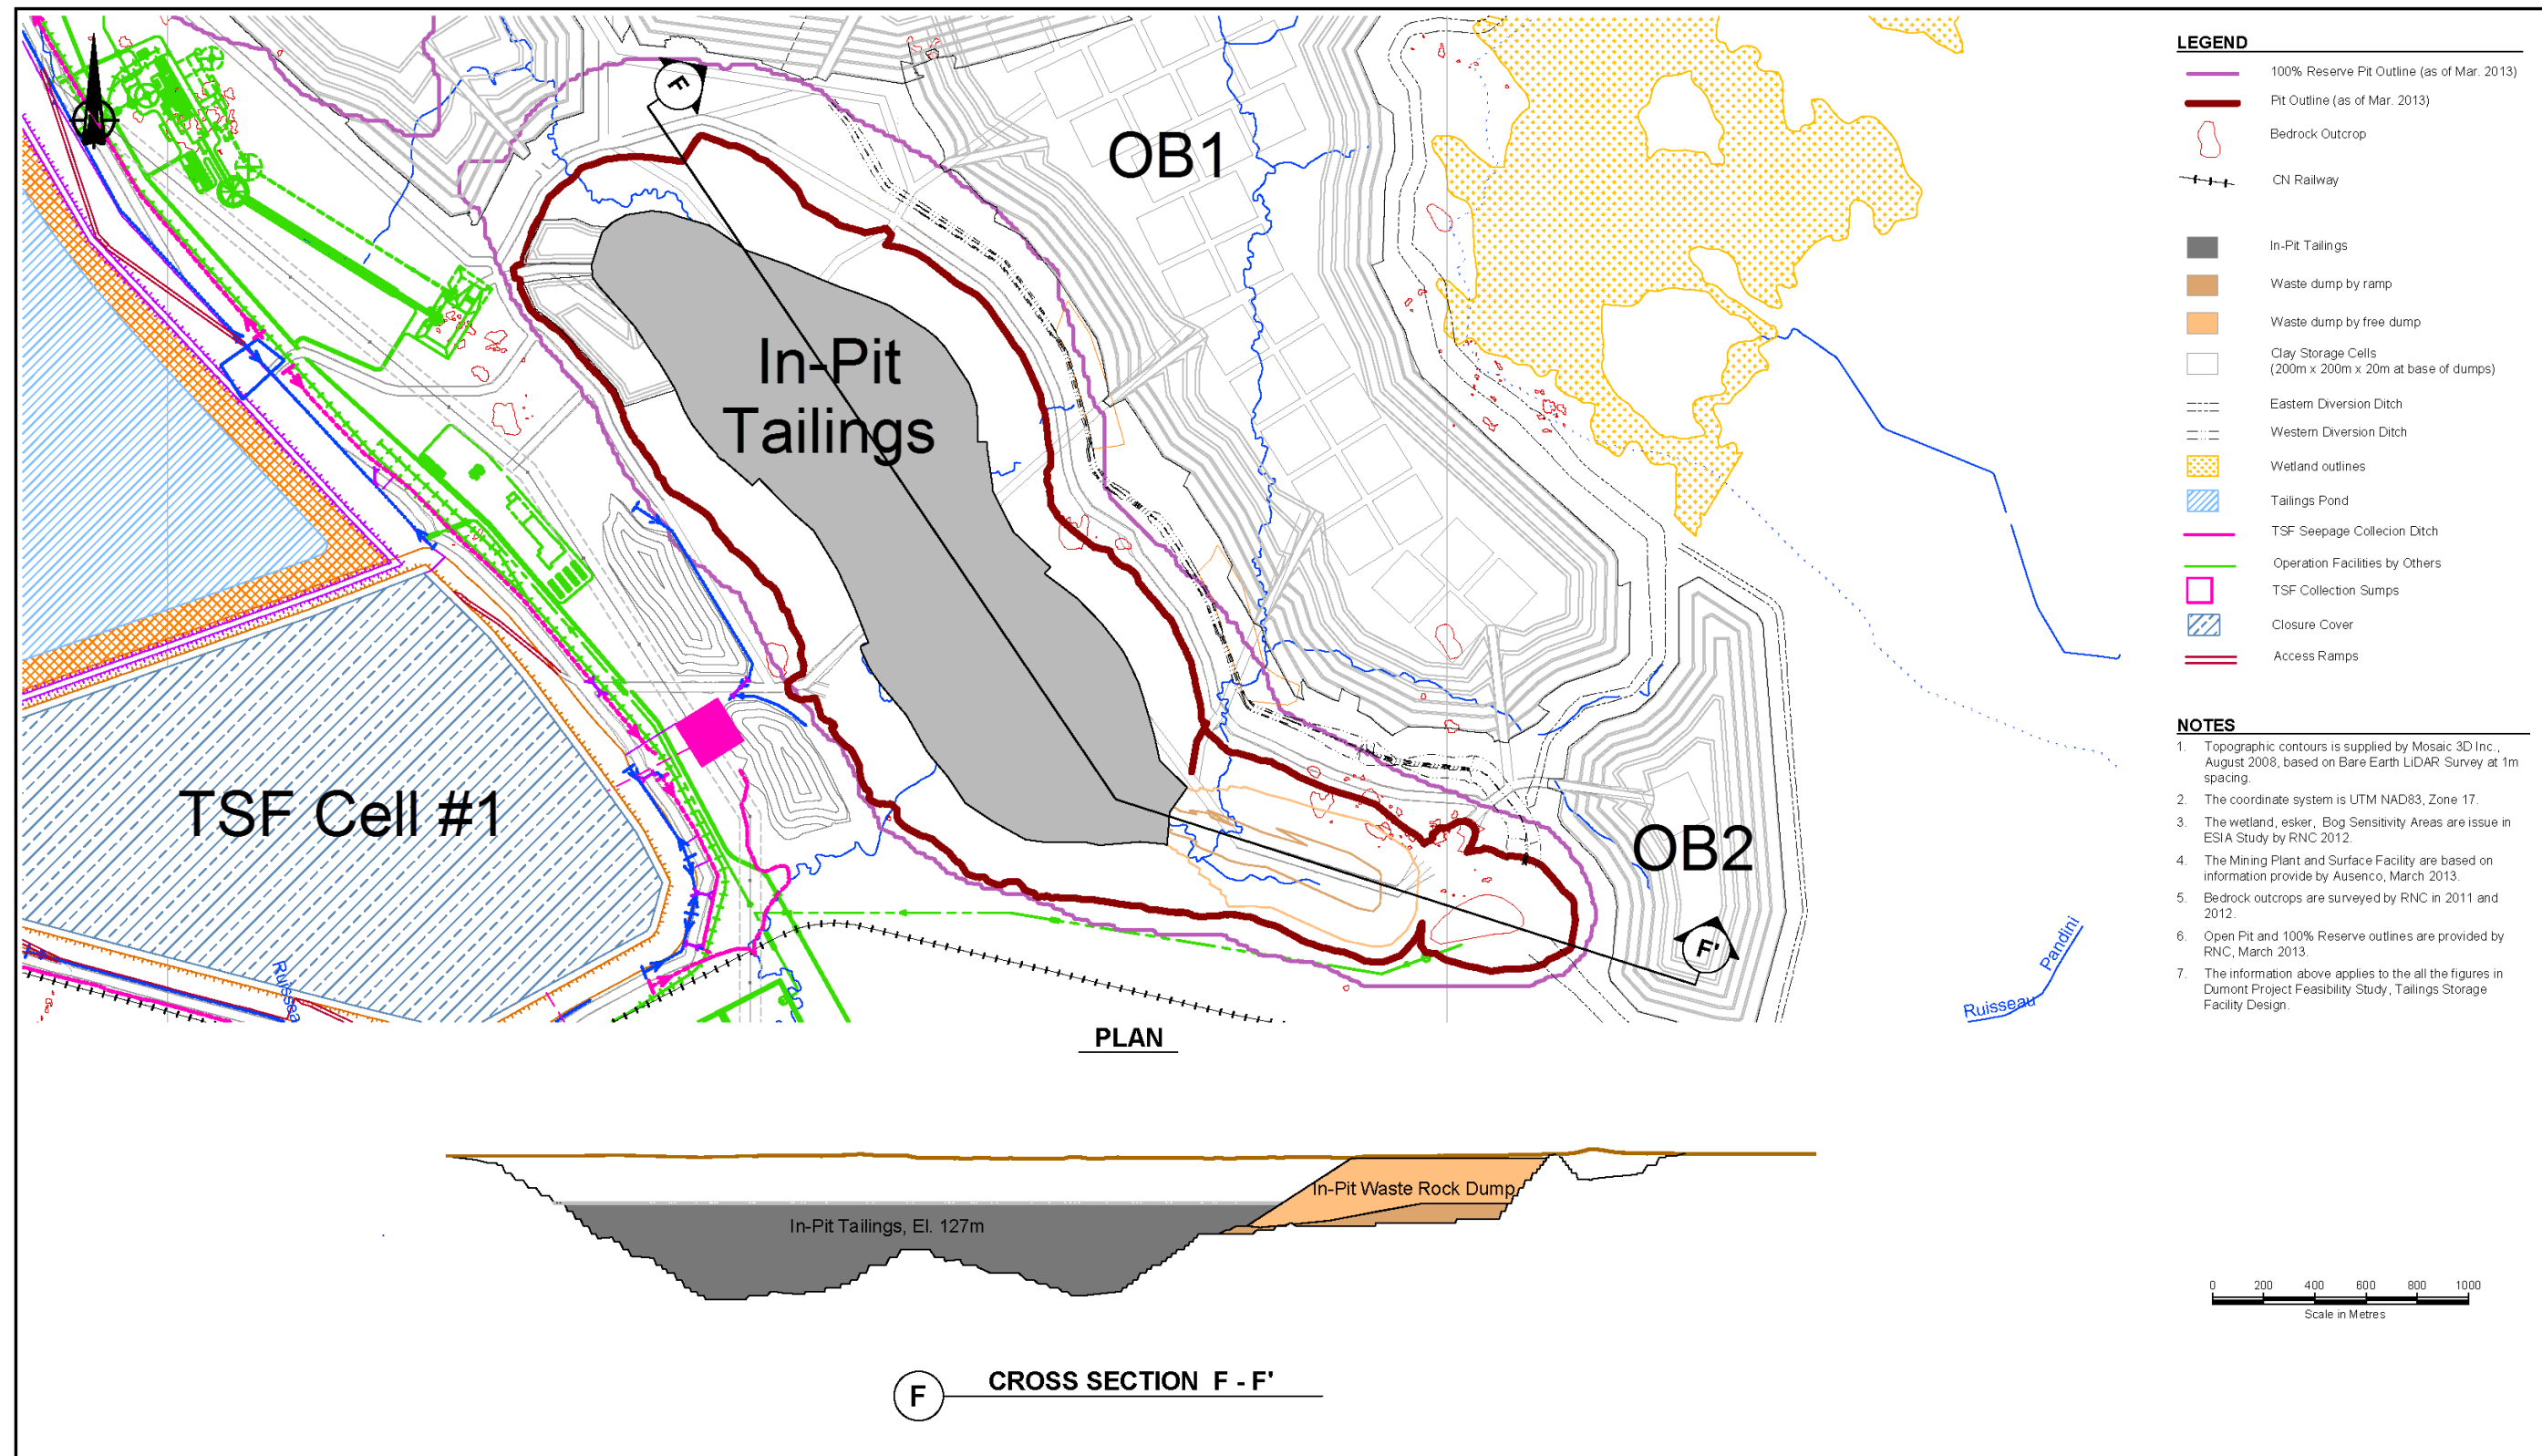 F
OB1
In-Pit
Tailings
TSF Cell #1
OB2
F'
Ruissea
Ruisseau
Pandini
PLAN
LEGEND
100% Reserve Pit Outline (as of Mar. 2013)
Pit Outline (as of Mar. 2013)
Bedrock Outcrop
CN Railway
In-Pit Tailings
Waste dump by ramp
Waste dump by free dump
Clay Storage Cells
(200m x 200m x 20m at base of dumps)
Eastern Diversion Ditch
Western Diversion Ditch
Wetland outlines
Tailings Pond
TSF Seepage Collecion Ditch
Operation Facilities by Others
TSF Collection Sumps
Closure Cover
Access Ramps
NOTES
1. Topographic contours is supplied by Mosaic 3D Inc.,
August 2008, based on Bare Earth LiDAR Survey at 1m
spacing.
2. The coordinate system is UTM NAD83, Zone 17.
3. The wetland, esker, Bog Sensitivity Areas are issue in
ESIA Study by RNC 2012.
4. The Mining Plant and Surface Facility are based on
information provide by Ausenco, March 2013.
5. Bedrock outcrops are surveyed by RNC in 2011 and
2012.
6. Open Pit and 100% Reserve outlines are provided by
RNC, March 2013.
7. The information above applies to the all the figures in
Dumont Project Feasibility Study, Tailings Storage
Facility Design.
In-Pit Waste Rock Dump
In-Pit Tailings, El. 127m
0 200 400 600 800 1000
Scale in Metres
F CROSS SECTION F - F'